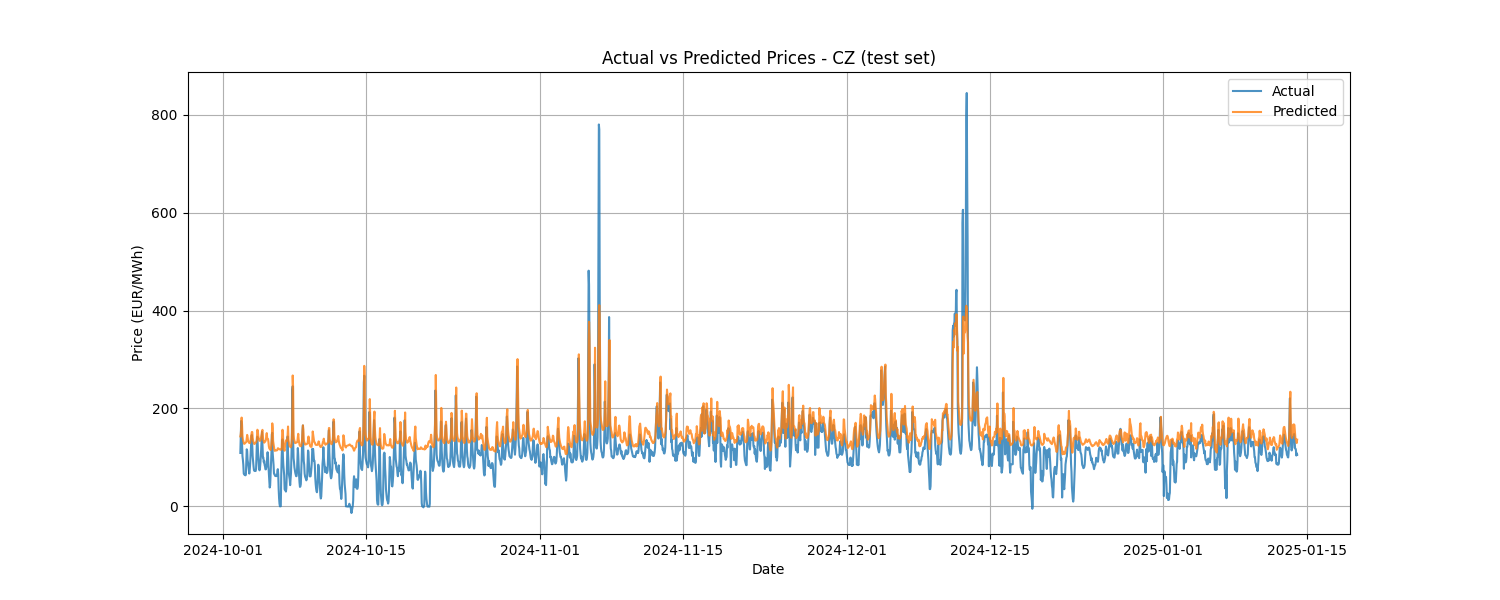 Actual vs Predicted Prices - CZ (test set)
Actual
Predicted
800
600
400
200
0
Price (EUR/MWh)
2024-10-01
2024-10-15
2024-11-01
2024-11-15
2024-12-01
2024-12-15
2025-01-01
2025-01-15
Date